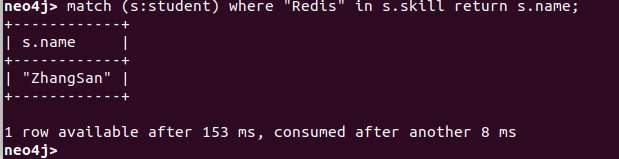 neo4j> match (s:student) where "Redis" in s.skill return s.name;
+------------+
| s.name     |
+------------+
| "ZhangSan" |
+------------+
1 row available after 153 ms, consumed after another 8 ms
neo4j>